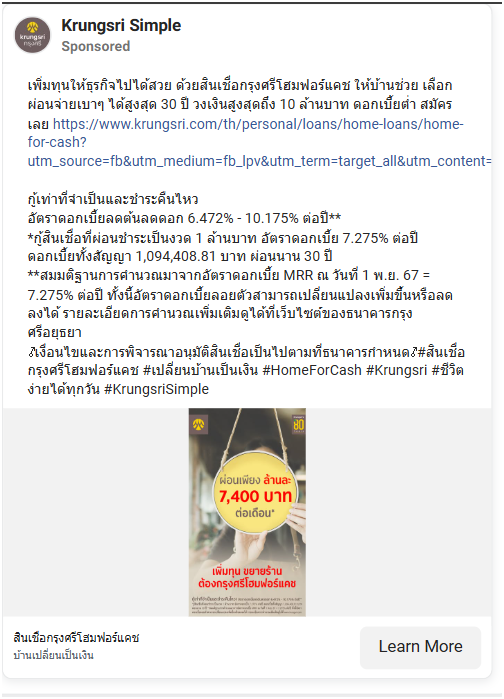 Krungsri Simple
Sponsored
krungsri
กรุงศรี
เพิ่มทุนให้ธุรกิจไปได้สวย ด้วยสินเชื่อกรุงศรีโฮมฟอร์แคช ให้บ้านช่วย เลือก
ผ่อนจ่ายเบาๆ ได้สูงสุด 30 ปี วงเงินสูงสุดถึง 10 ล้านบาท ดอกเบี้ยต่ำ สมัคร
เลย https://www.krungsri.com/th/personal/loans/home-loans/home-
for-cash?
utm_source=fb&utm_medium=fb_lpv&utm_term=target_all&utm_content=
กู้เท่าที่จำเป็นและชำระคืนไหว
อัตราดอกเบี้ยลดต้นลดดอก 6.472% - 10.175% ต่อปี**
*กู้สินเชื่อที่ผ่อนชำระเป็นงวด 1 ล้านบาท อัตราดอกเบี้ย 7.275% ต่อปี
ดอกเบี้ยทั้งสัญญา 1,094,408.81 บาท ผ่อนนาน 30 ปี
**สมมติฐานการคำนวณมาจากอัตราดอกเบี้ย MRR ณ วันที่ 1 พ.ย. 67 =
7.275% ต่อปี ทั้งนี้อัตราดอกเบี้ยลอยตัวสามารถเปลี่ยนแปลงเพิ่มขึ้นหรือลด
ลงได้ รายละเอียดการคำนวณเพิ่มเติมดูได้ที่เว็บไซต์ของธนาคารกรุง
ศรีอยุธยา
เงื่อนไขและการพิจารณาอนุมัติสินเชื่อเป็นไปตามที่ธนาคารกำหนด #สินเชื่อ
กรุงศรีโฮมฟอร์แคช #เปลี่ยนบ้านเป็นเงิน #HomeForCash #Krungsri #ชีวิต
ง่ายได้ทุกวัน #KrungsriSimple
80
ผ่อนเพียง ล้านละ
7,400 บาท
ต่อเดือน*
เพิ่มทุน ขยายร้าน
ต้องกรุงศรีโฮมฟอร์แคช
สินเชื่อกรุงศรีโฮมฟอร์แคช
บ้านเปลี่ยนเป็นเงิน
Learn More